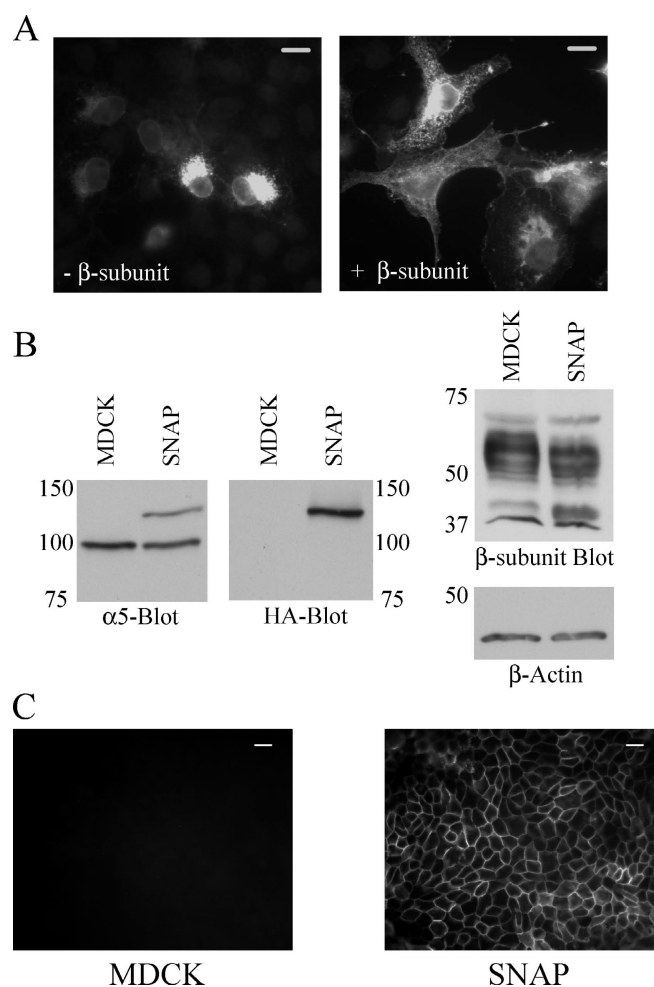 A
- β-subunit
+ β-subunit
B
MDCK
SNAP
150
100
75
α5-Blot
MDCK
SNAP
150
100
75
HA-Blot
MDCK
SNAP
75
50
37
β-subunit Blot
50
β-Actin
C
MDCK
SNAP